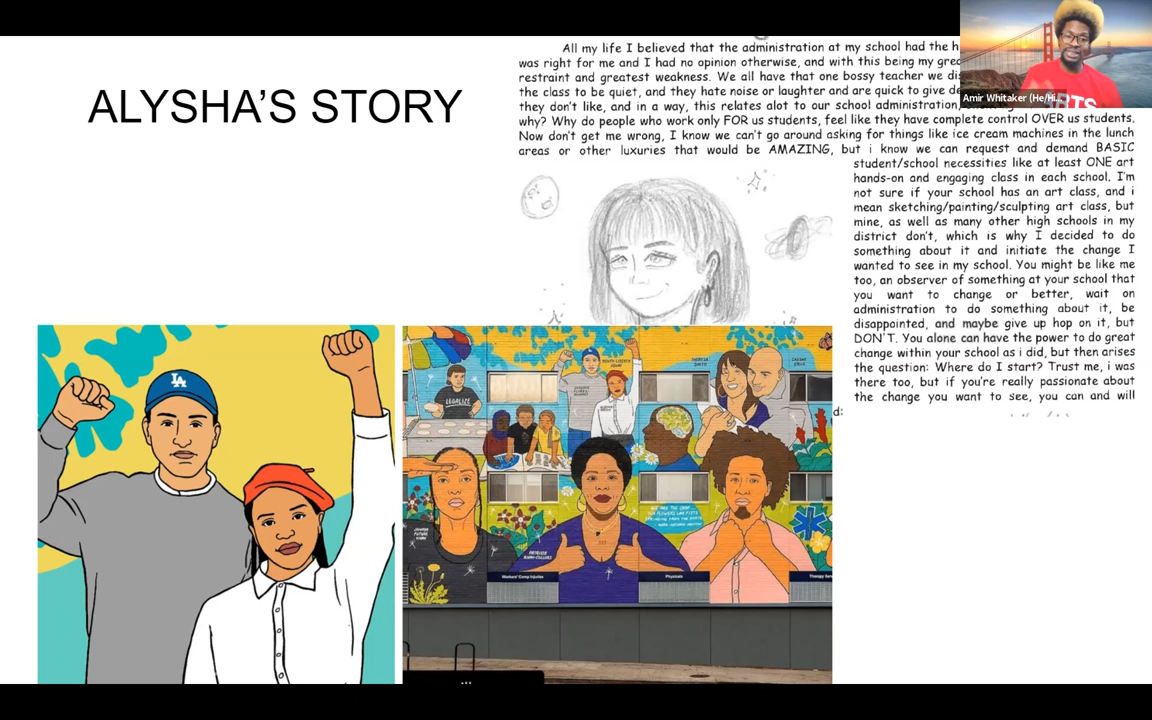 ALYSHA'S STORY
All my life I believed that the administration at my school had the
was right for me and I had no opinion otherwise, and with this being my
restraint and greatest weakness. We all have that one bossy teacher we
the class to be quiet, and they hate noise or laughter and are quick to give
they don't like, and in a way, this relates alot to our school administration,
why? Why do people who work only FOR us students, feel like they have complete control OVER us students.
Now don't get me wrong, I know we can't go around asking for things like ice cream machines in the lunch
areas or other luxuries that would be AMAZING, but i know we can request and demand BASIC
student/school necessities like at least ONE art
hands-on and engaging class in each school. I'm
not sure if your school has an art class, and i
mean sketching/painting/sculpting art class, but
mine, as well as many other high schools in my
district don't, which is why I decided to do
something about it and initiate the change I
wanted to see in my school. You might be like me
too, an observer of something at your school that
you want to change or better, wait on
administration to do something about it, be
disappointed, and maybe give up hop on it, but
DON'T. You alone can have the power to do great
change within your school as i did, but then arises
the question: Where do I start? Trust me, i was
there too, but if you're really passionate about
the change you want to see, you can and will
d:
Amir Whitaker (He/Hi...
LA
LEGALIZE
Workers' Comp Injuries
Physicals
Therapy